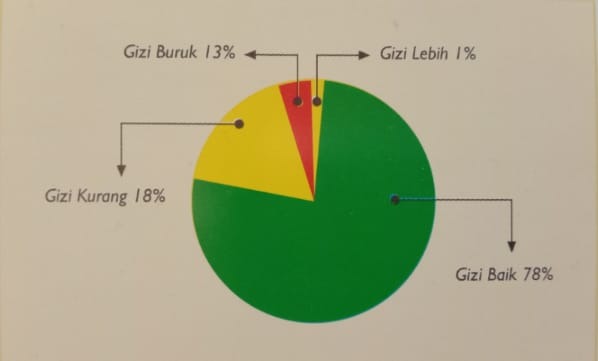 Gizi Buruk 13%
Gizi Lebih 1%
Gizi Kurang 18%
Gizi Baik 78%